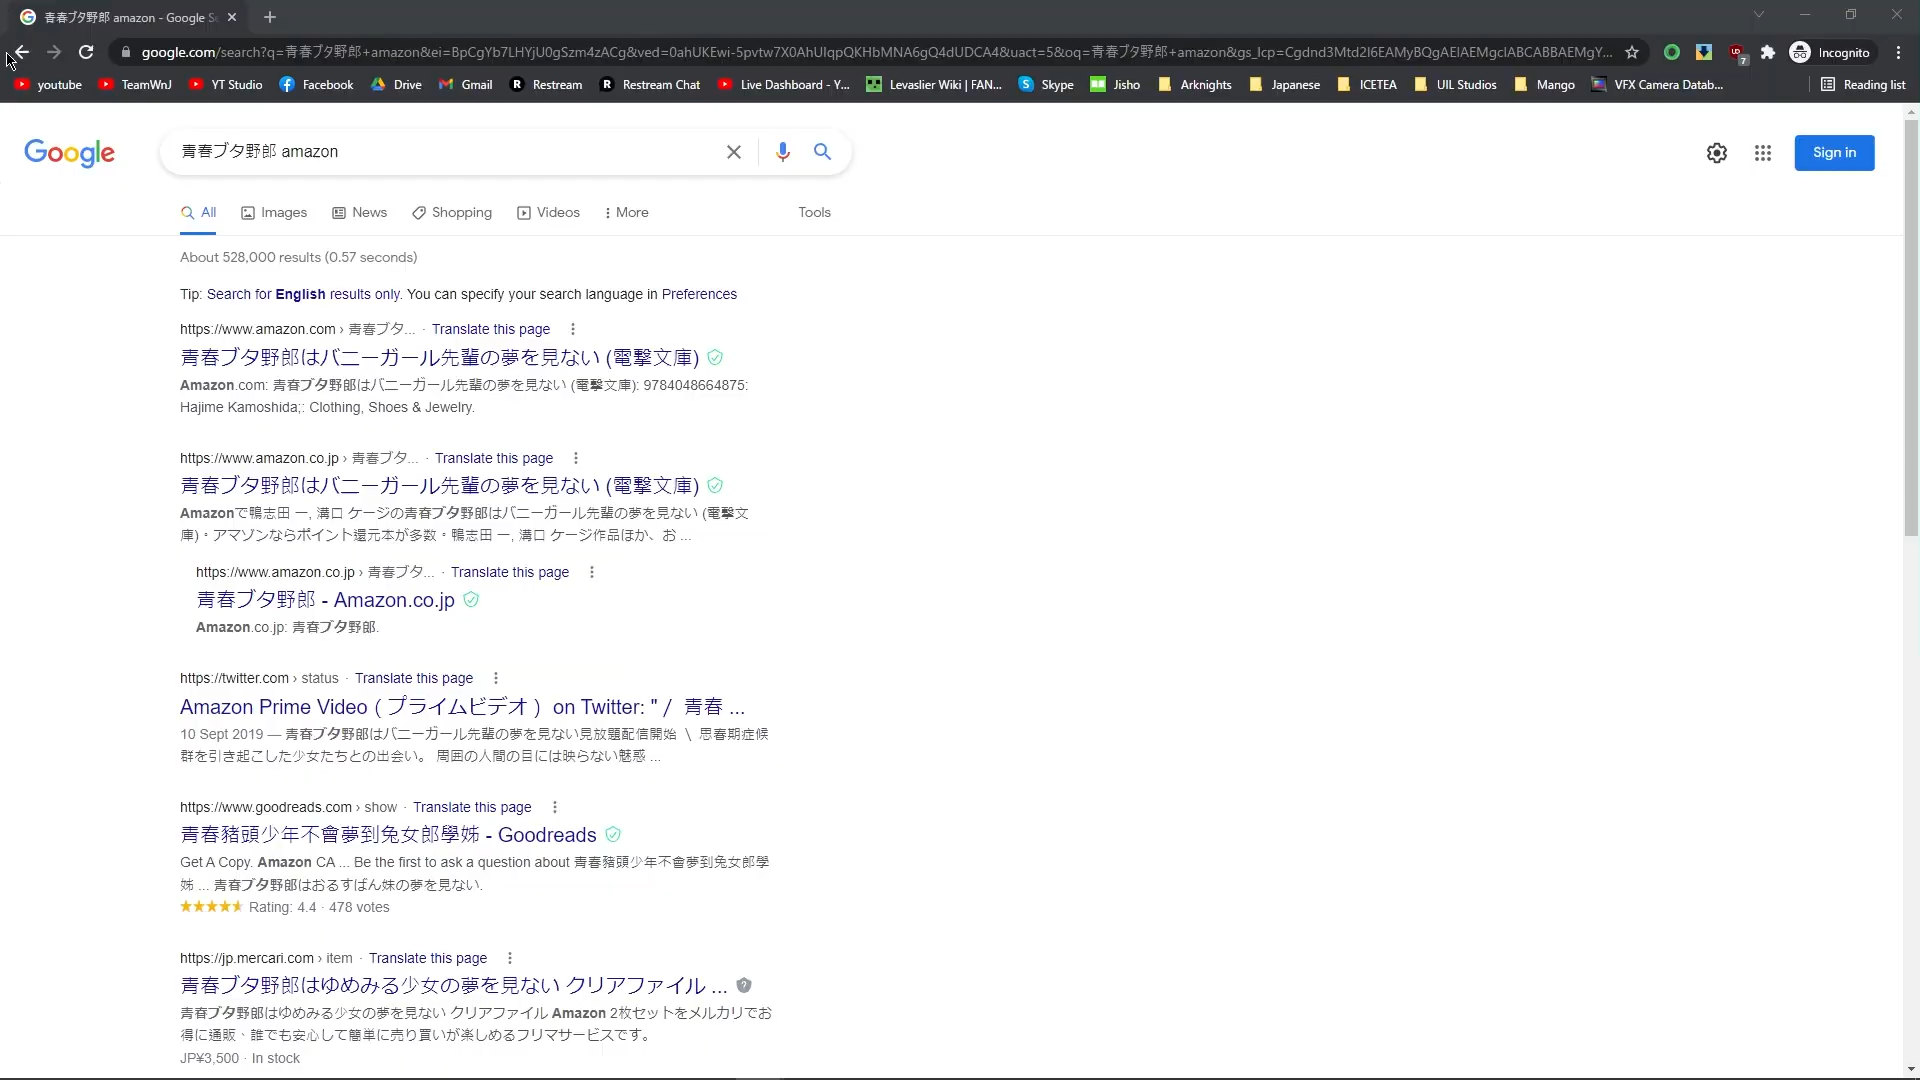 青春ブタ野郎 amazon - Google Se
google.com/search?q=青春ブタ野郎+amazon&ei=BpCgYb7LHYjU0gSzm4zACg&ved=0ahUKEwi-5pvtw7X0AhUIqpQKHbMNA6gQ4dUDCA4&uact=5&oq=青春ブタ野郎+amazon&gs_lcp=Cgdnd3Mtd2l6EAMyBQgAEIAEMgcIABCABBAEMgY...
7
Incognito
youtube TeamWnJ YT Studio Facebook Drive Gmail Restream Restream Chat Live Dashboard - Y... Levaslier Wiki | FAN... Skype Jisho Arknights Japanese ICETEA UIL Studios Mango VFX Camera Datab... Reading list
Google
青春ブタ野郎 amazon
Sign in
All Images News Shopping Videos More Tools
About 528,000 results (0.57 seconds)
Tip: Search for English results only. You can specify your search language in Preferences
https://www.amazon.com › 青春ブタ... · Translate this page
青春ブタ野郎はバニーガール先輩の夢を見ない (電撃文庫)
Amazon.com: 青春ブタ野郎はバニーガール先輩の夢を見ない (電撃文庫): 9784048664875:
Hajime Kamoshida;: Clothing, Shoes & Jewelry.
https://www.amazon.co.jp › 青春ブタ... · Translate this page
青春ブタ野郎はバニーガール先輩の夢を見ない (電撃文庫)
Amazonで鴨志田 一, 溝口 ケージの青春ブタ野郎はバニーガール先輩の夢を見ない (電撃文
庫)。アマゾンならポイント還元本が多数。鴨志田 一, 溝口 ケージ作品ほか、お ...
https://www.amazon.co.jp › 青春ブタ... · Translate this page
青春ブタ野郎 - Amazon.co.jp
Amazon.co.jp: 青春ブタ野郎.
https://twitter.com › status · Translate this page
Amazon Prime Video ( プライムビデオ ) on Twitter: " / 青春 ...
10 Sept 2019 — 青春ブタ野郎はバニーガール先輩の夢を見ない見放題配信開始 \ 思春期症候
群を引き起こした少女たちとの出会い。 周囲の人間の目には映らない魅惑 ...
https://www.goodreads.com › show · Translate this page
青春豬頭少年不會夢到兔女郎學姊 - Goodreads
Get A Copy. Amazon CA ... Be the first to ask a question about 青春豬頭少年不會夢到兔女郎學
姊 ... 青春ブタ野郎はおるすばん妹の夢を見ない.
Rating: 4.4 · 478 votes
https://jp.mercari.com › item · Translate this page
青春ブタ野郎はゆめみる少女の夢を見ない クリアファイル ...
青春ブタ野郎はゆめみる少女の夢を見ない クリアファイル Amazon 2枚セットをメルカリでお
得に通販、誰でも安心して簡単に売り買いが楽しめるフリマサービスです。
JP¥3,500 · In stock